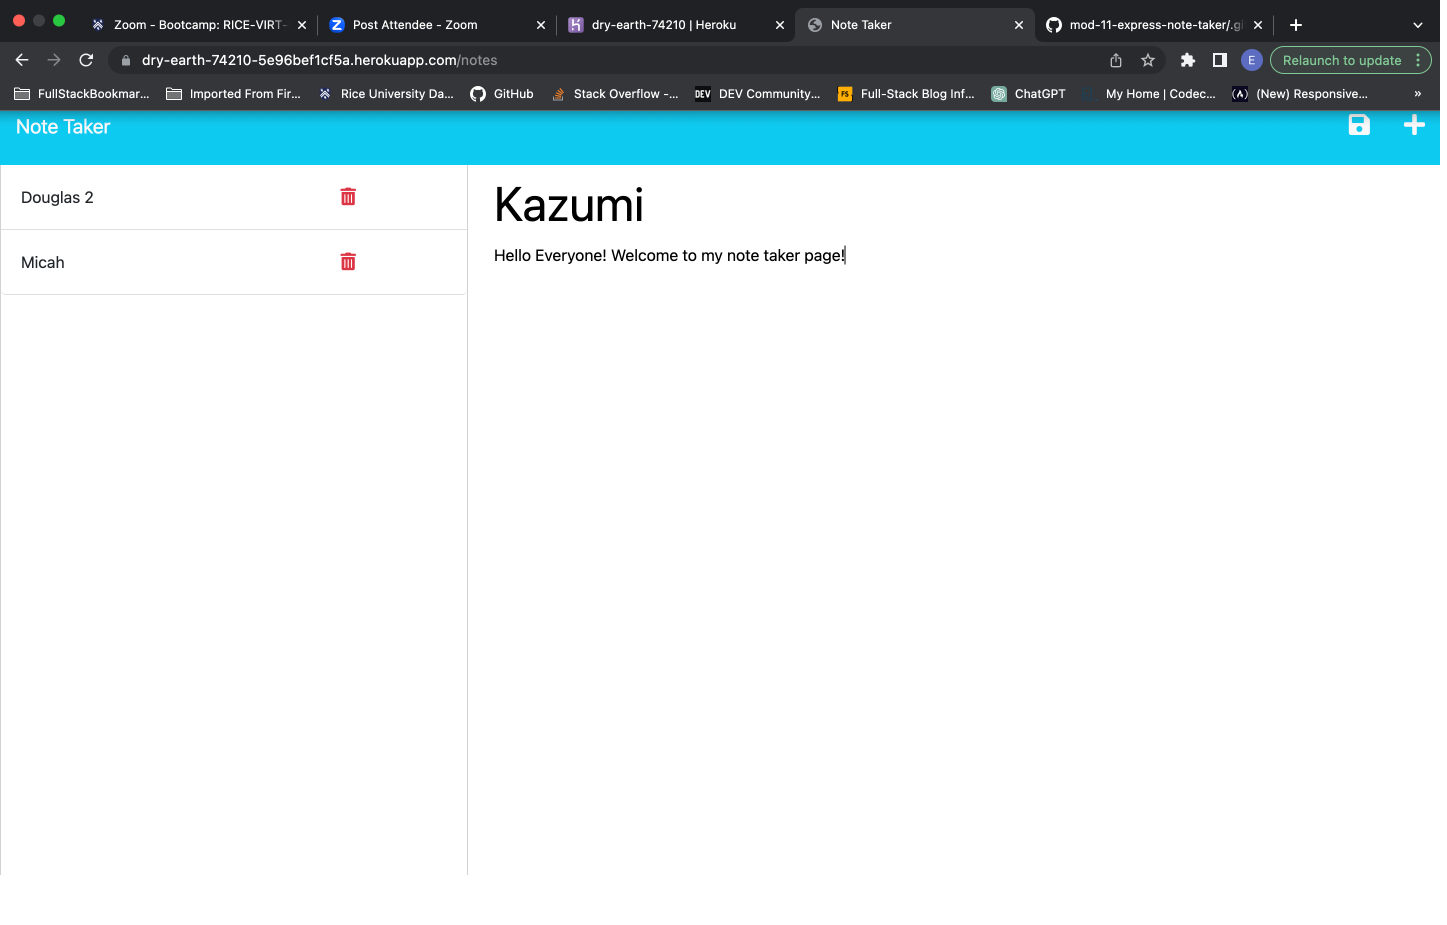 Zoom - Bootcamp: RICE-VIRT-
Post Attendee - Zoom
dry-earth-74210 | Heroku
Note Taker
mod-11-express-note-taker/.gi
dry-earth-74210-5e96bef1cf5a.herokuapp.com/notes
E
Relaunch to update
FullStackBookmar...
Imported From Fir...
Rice University Da...
GitHub
Stack Overflow -...
DEV
DEV Community...
FS
Full-Stack Blog Inf...
ChatGPT
My Home | Codec...
(New) Responsive...
»
Note Taker
Douglas 2
Micah
Kazumi
Hello Everyone! Welcome to my note taker page!